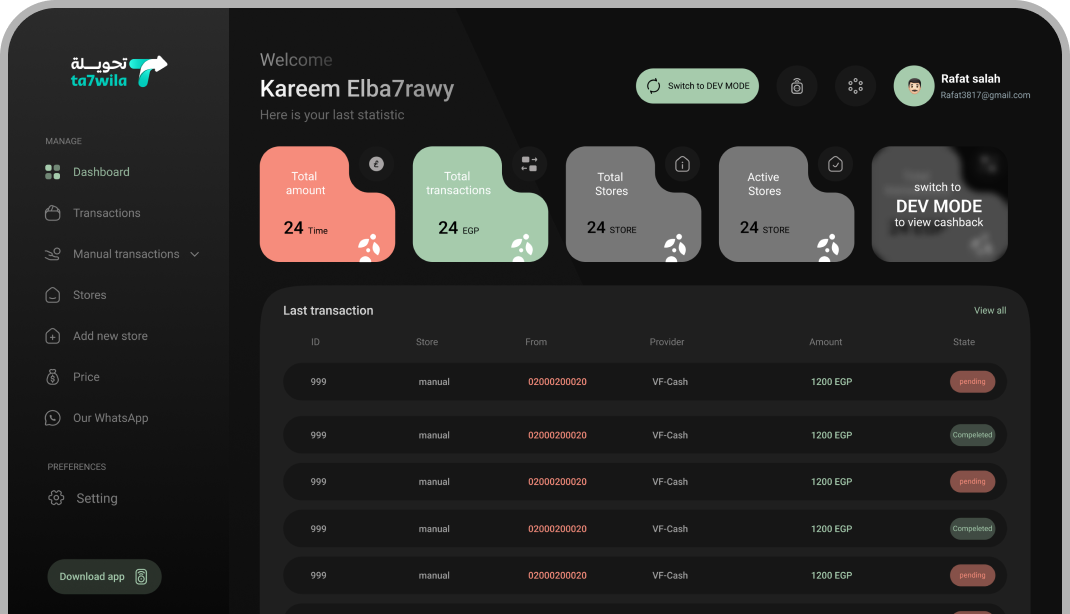 تحويـلة
ta7wila
MANAGE
Dashboard
Transactions
Manual transactions
Stores
Add new store
Price
Our WhatsApp
PREFERENCES
Setting
Download app
Welcome
Kareem Elba7rawy
Here is your last statistic
Switch to DEV MODE
Rafat salah
Rafat3817@gmail.com
Total
amount
24 Time
Total
transactions
24 EGP
Total
Stores
24 STORE
Active
Stores
24 STORE
switch to
DEV MODE
to view cashback
Last transaction
View all
ID Store From Provider Amount State
999 manual 02000200020 VF-Cash 1200 EGP pending
999 manual 02000200020 VF-Cash 1200 EGP Compeleted
999 manual 02000200020 VF-Cash 1200 EGP pending
999 manual 02000200020 VF-Cash 1200 EGP Compeleted
999 manual 02000200020 VF-Cash 1200 EGP pending